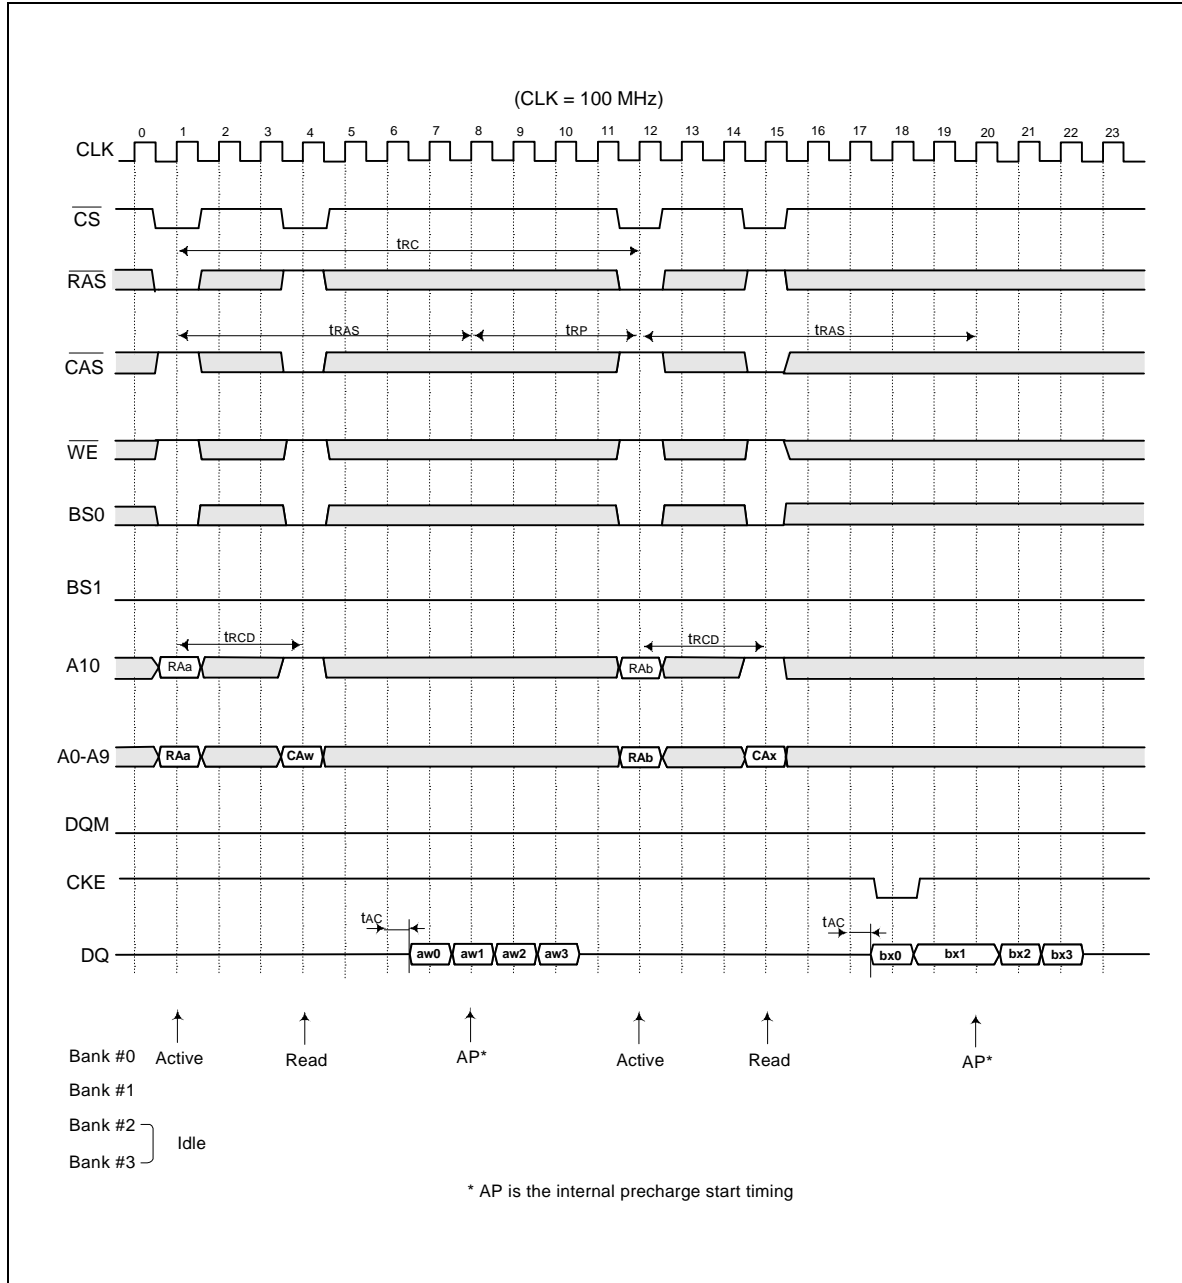 (CLK = 100 MHz)
0 1 2 3 4 5 6 7 8 9 10 11 12 13 14 15 16 17 18 19 20 21 22 23
CLK
CS
tRC
RAS
tRAS tRP tRAS
CAS
WE
BS0
BS1
tRCD tRCD
A10 RAa RAb
A0-A9 RAa CAw RAb CAx
DQM
CKE
tAC tAC
DQ aw0 aw1 aw2 aw3 bx0 bx1 bx2 bx3
Bank #0 Active Read AP* Active Read AP*
Bank #1
Bank #2
Idle
Bank #3
* AP is the internal precharge start timing